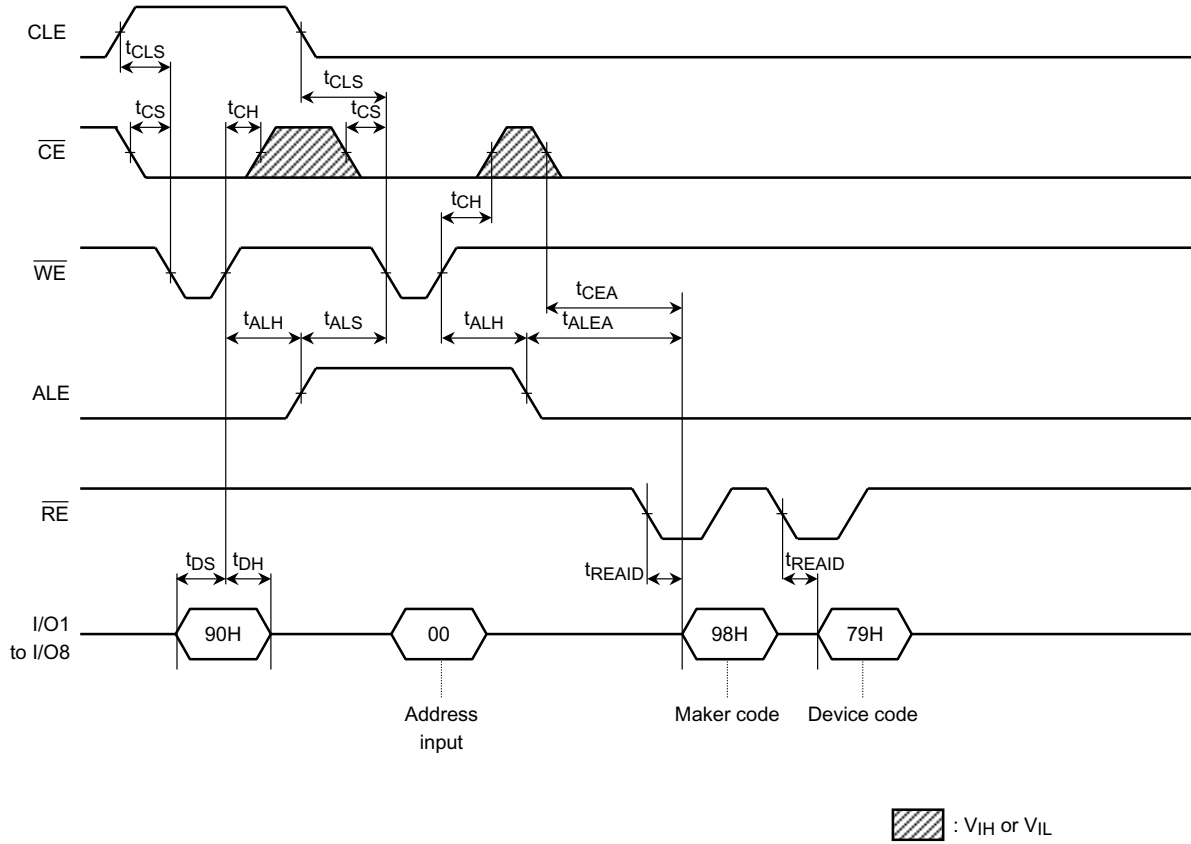 CLE
tCLS
tCLS
tCS
tCH
tCS
CE
tCH
WE
tCEA
tALH
tALS
tALH
tALEA
ALE
RE
tDS
tDH
tREAID
tREAID
I/O1
to I/O8
90H
00
98H
79H
Address
input
Maker code
Device code
: VIH or VIL